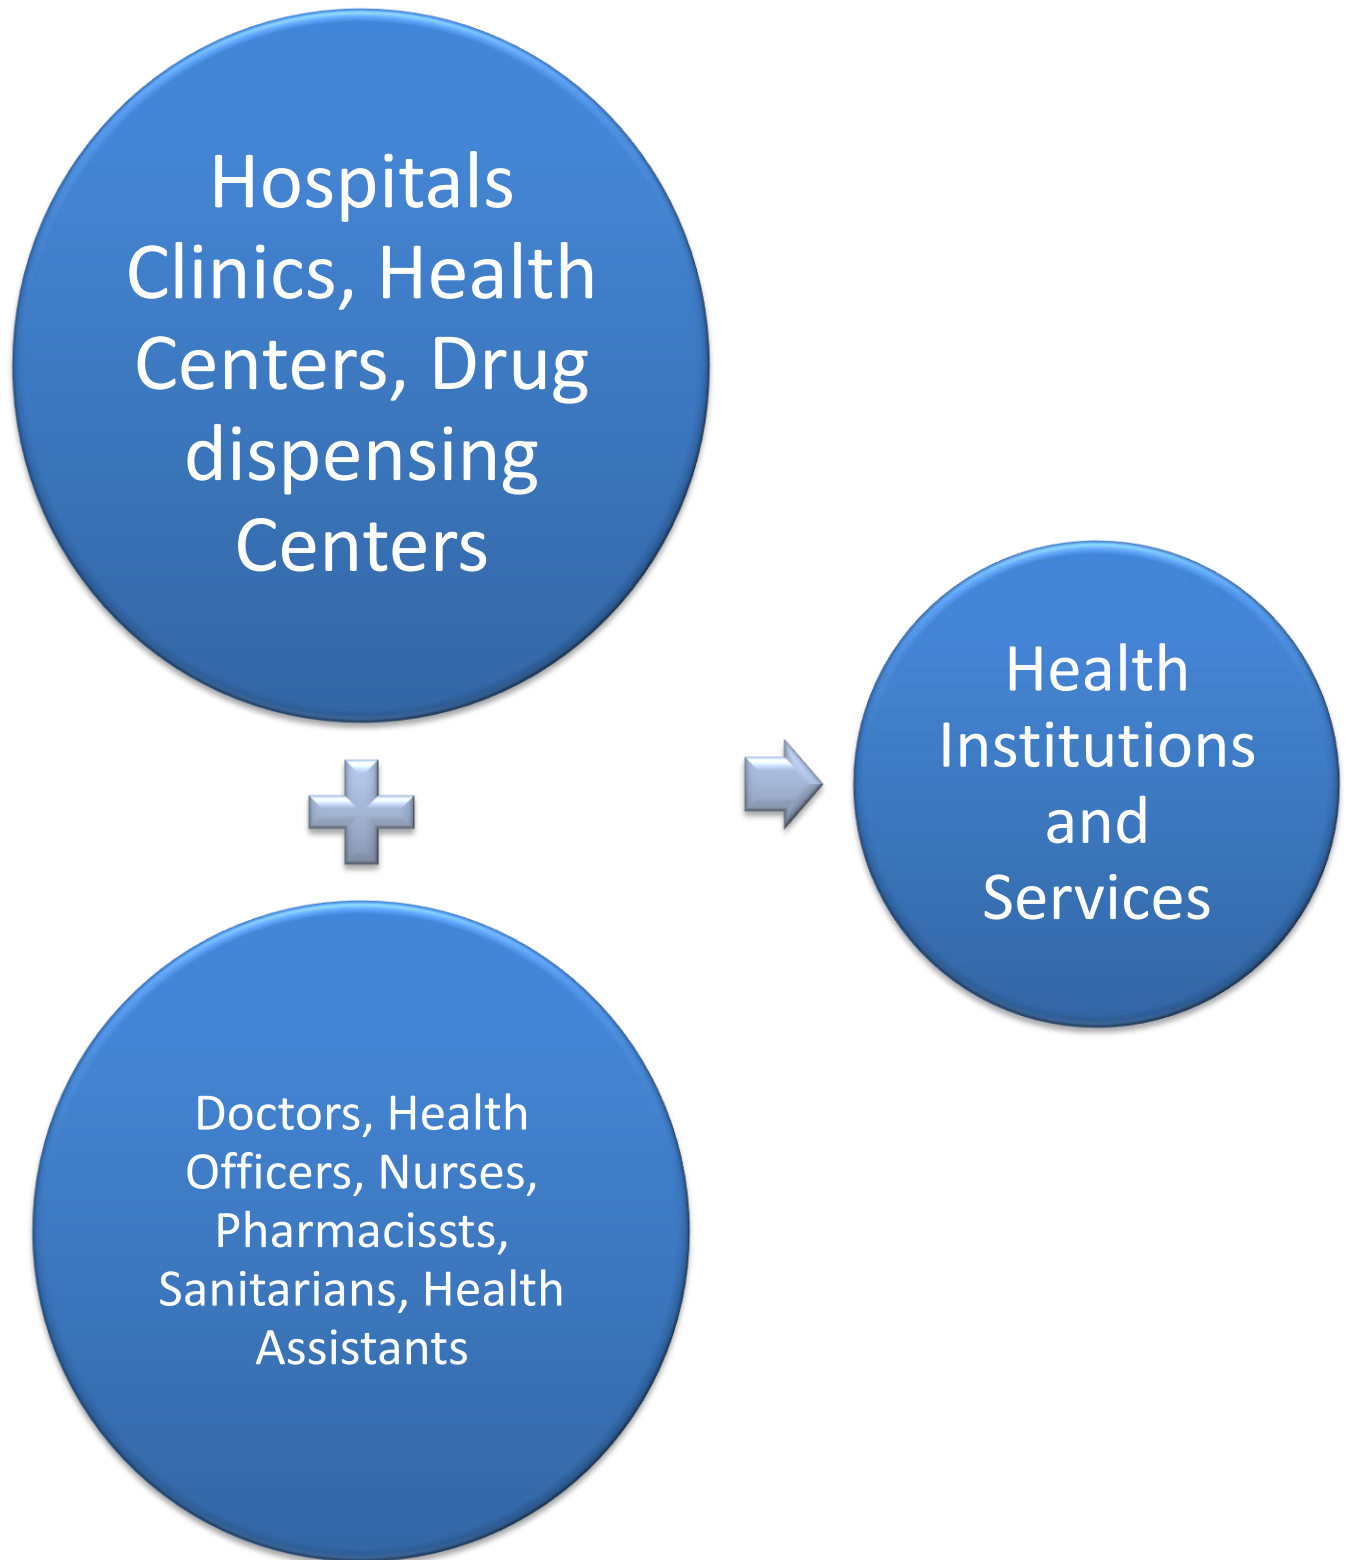 Hospitals
Clinics, Health
Centers, Drug
dispensing
Centers
Doctors, Health
Officers, Nurses,
Pharmacissts,
Sanitarians, Health
Assistants
Health
Institutions
and
Services